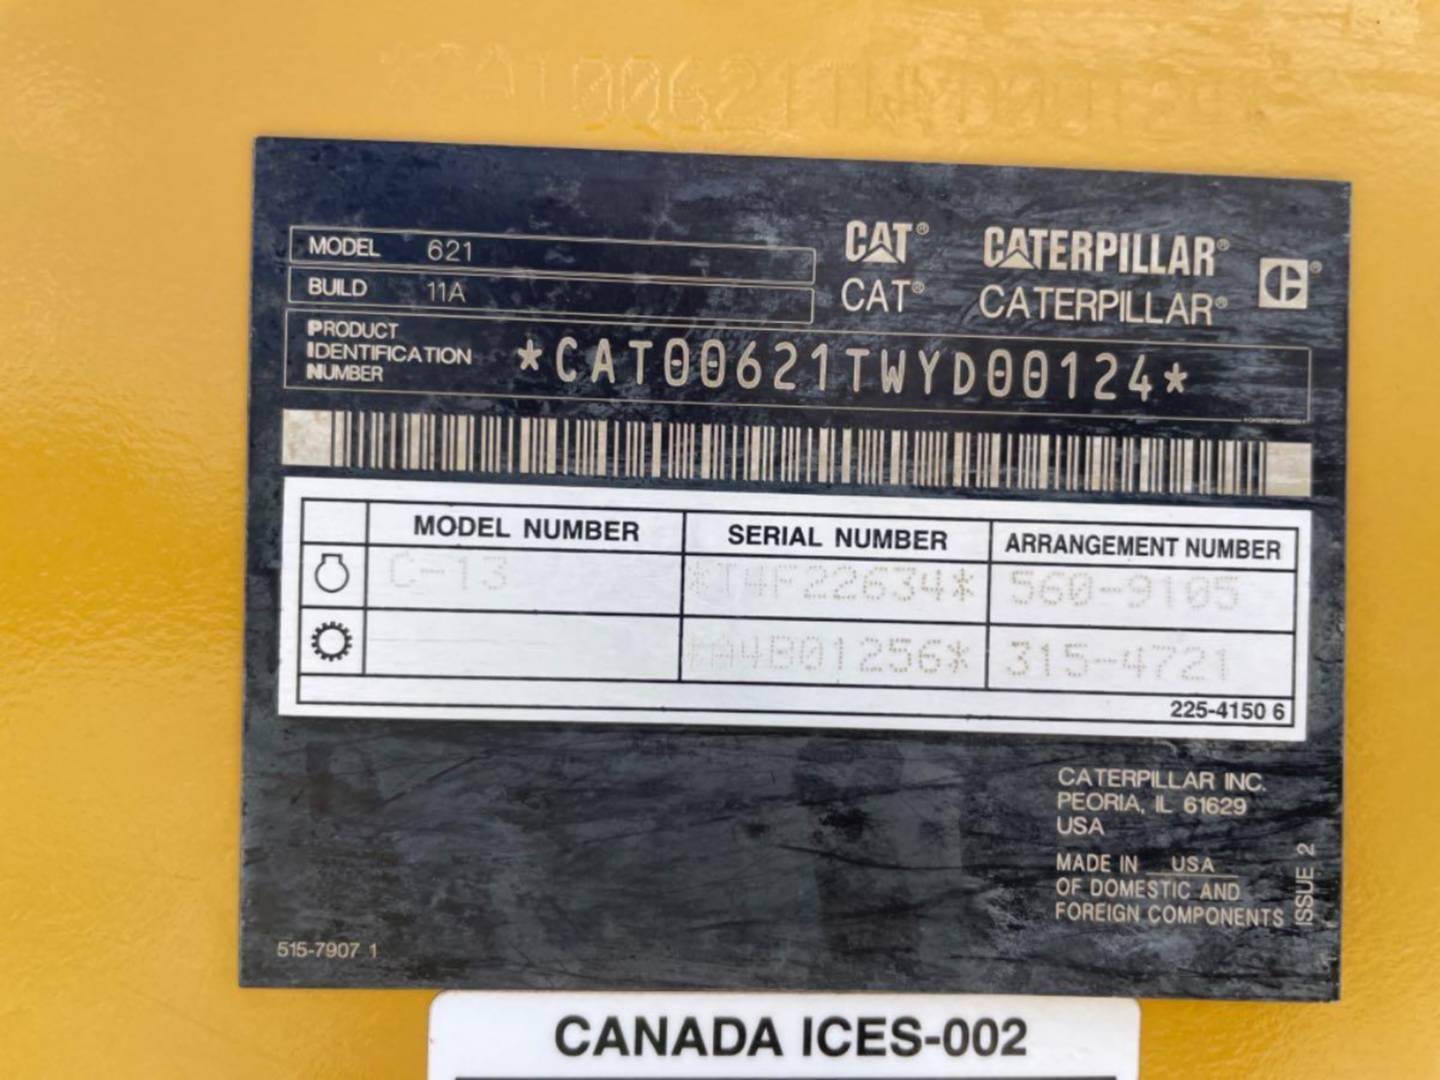 MODEL 621
BUILD 11A
CAT® CATERPILLAR®
CAT® CATERPILLAR®
PRODUCT
IDENTIFICATION
NUMBER
*CAT00621TWYD00124*
MODEL NUMBER SERIAL NUMBER ARRANGEMENT NUMBER
C-13 *T4F22634* 560-9105
*A4B01256* 315-4721
225-4150 6
CATERPILLAR INC.
PEORIA, IL 61629
USA
MADE IN USA
OF DOMESTIC AND
FOREIGN COMPONENTS
ISSUE 2
515-7907 1
CANADA ICES-002